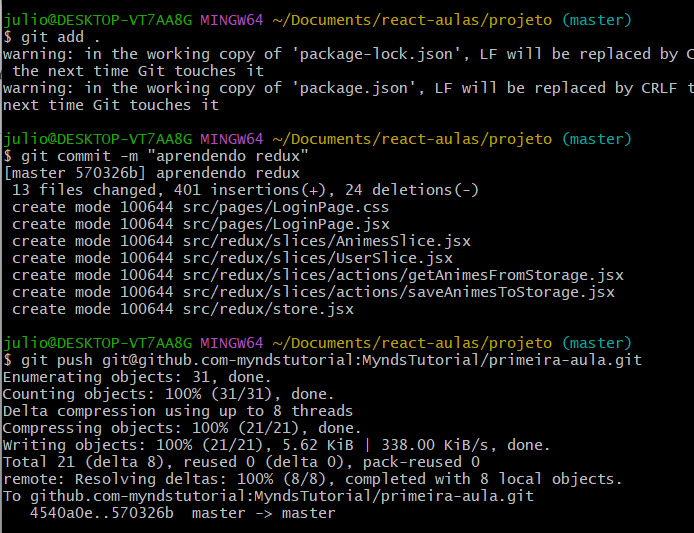 julio@DESKTOP-VT7AA8G MINGW64 ~/Documents/react-aulas/projeto (master)
$ git add .
warning: in the working copy of 'package-lock.json', LF will be replaced by C
 the next time Git touches it
warning: in the working copy of 'package.json', LF will be replaced by CRLF t
next time Git touches it

julio@DESKTOP-VT7AA8G MINGW64 ~/Documents/react-aulas/projeto (master)
$ git commit -m "aprendendo redux"
[master 570326b] aprendendo redux
 13 files changed, 401 insertions(+), 24 deletions(-)
 create mode 100644 src/pages/LoginPage.css
 create mode 100644 src/pages/LoginPage.jsx
 create mode 100644 src/redux/slices/AnimesSlice.jsx
 create mode 100644 src/redux/slices/UserSlice.jsx
 create mode 100644 src/redux/slices/actions/getAnimesFromStorage.jsx
 create mode 100644 src/redux/slices/actions/saveAnimesToStorage.jsx
 create mode 100644 src/redux/store.jsx

julio@DESKTOP-VT7AA8G MINGW64 ~/Documents/react-aulas/projeto (master)
$ git push git@github.com-myndstutorial:MyndsTutorial/primeira-aula.git
Enumerating objects: 31, done.
Counting objects: 100% (31/31), done.
Delta compression using up to 8 threads
Compressing objects: 100% (21/21), done.
Writing objects: 100% (21/21), 5.62 KiB | 338.00 KiB/s, done.
Total 21 (delta 8), reused 0 (delta 0), pack-reused 0
remote: Resolving deltas: 100% (8/8), completed with 8 local objects.
To github.com-myndstutorial:MyndsTutorial/primeira-aula.git
   4540a0e..570326b  master -> master